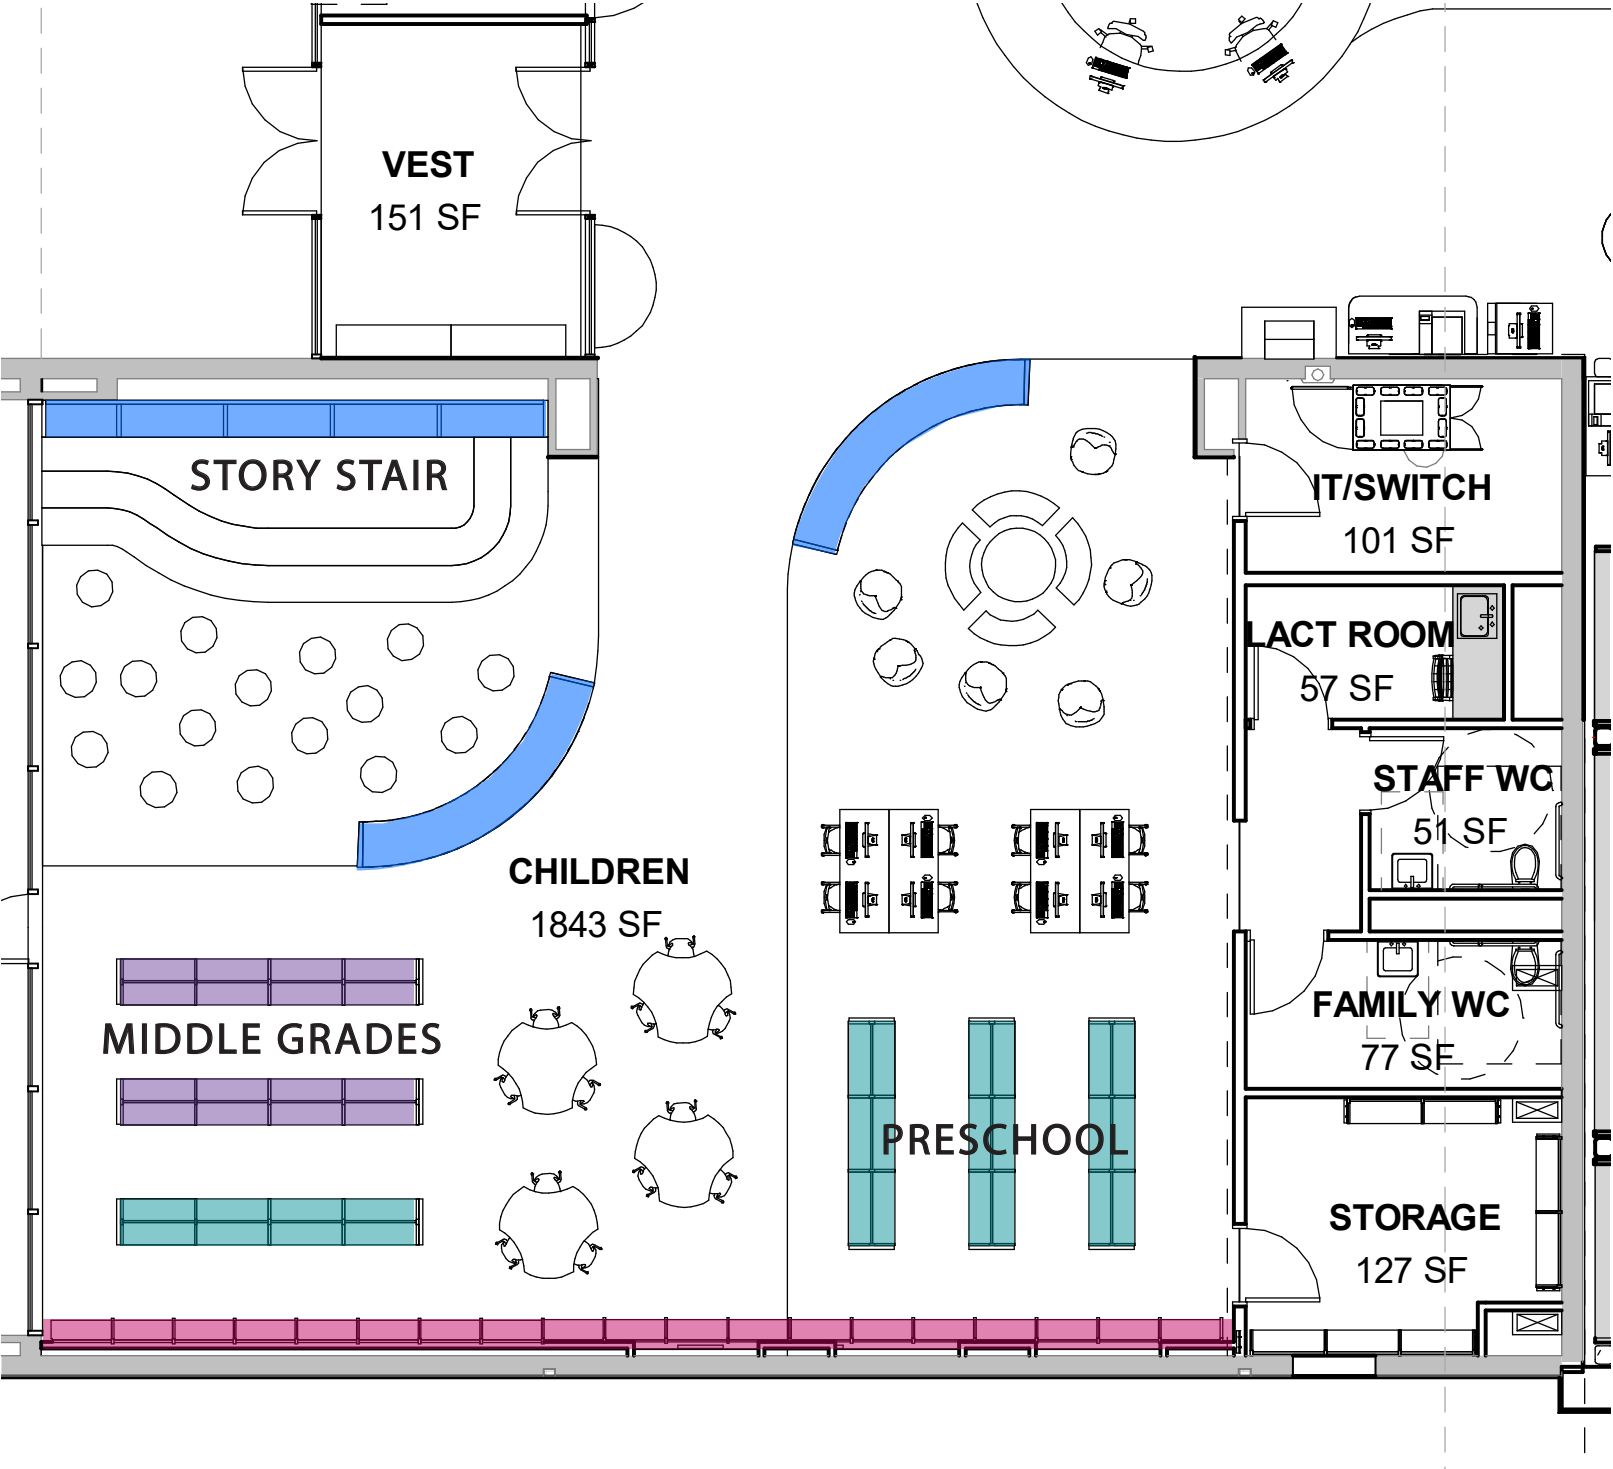 VEST
151 SF
STORY STAIR
IT/SWITCH
101 SF
LACT ROOM
57 SF
STAFF WC
51 SF
CHILDREN
1843 SF
MIDDLE GRADES
FAMILY WC
77 SF
PRESCHOOL
STORAGE
127 SF